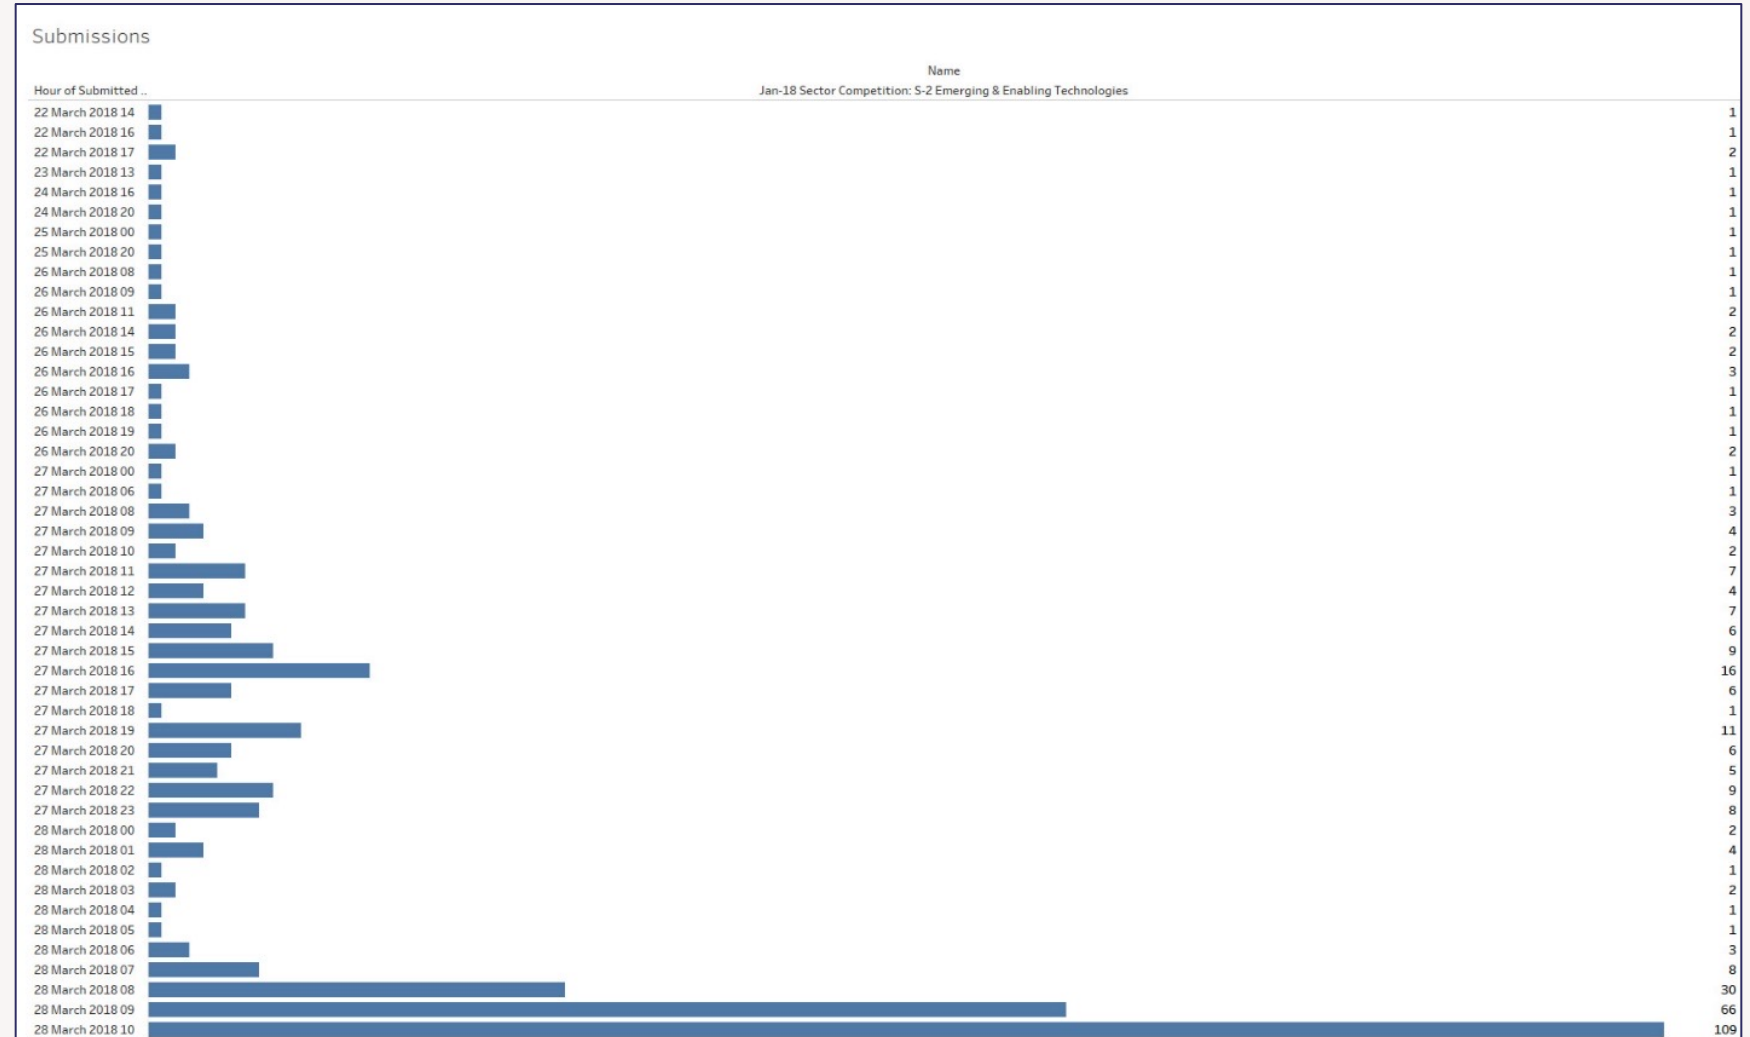 Submissions
Name
Hour of Submitted .. Jan-18 Sector Competition: S-2 Emerging & Enabling Technologies
22 March 2018 14 1
22 March 2018 16 1
22 March 2018 17 2
23 March 2018 13 1
24 March 2018 16 1
24 March 2018 20 1
25 March 2018 00 1
25 March 2018 20 1
26 March 2018 08 1
26 March 2018 09 1
26 March 2018 11 2
26 March 2018 14 2
26 March 2018 15 2
26 March 2018 16 3
26 March 2018 17 1
26 March 2018 18 1
26 March 2018 19 1
26 March 2018 20 2
27 March 2018 00 1
27 March 2018 06 1
27 March 2018 08 3
27 March 2018 09 4
27 March 2018 10 2
27 March 2018 11 7
27 March 2018 12 4
27 March 2018 13 7
27 March 2018 14 6
27 March 2018 15 9
27 March 2018 16 16
27 March 2018 17 6
27 March 2018 18 1
27 March 2018 19 11
27 March 2018 20 6
27 March 2018 21 5
27 March 2018 22 9
27 March 2018 23 8
28 March 2018 00 2
28 March 2018 01 4
28 March 2018 02 1
28 March 2018 03 2
28 March 2018 04 1
28 March 2018 05 1
28 March 2018 06 3
28 March 2018 07 8
28 March 2018 08 30
28 March 2018 09 66
28 March 2018 10 109